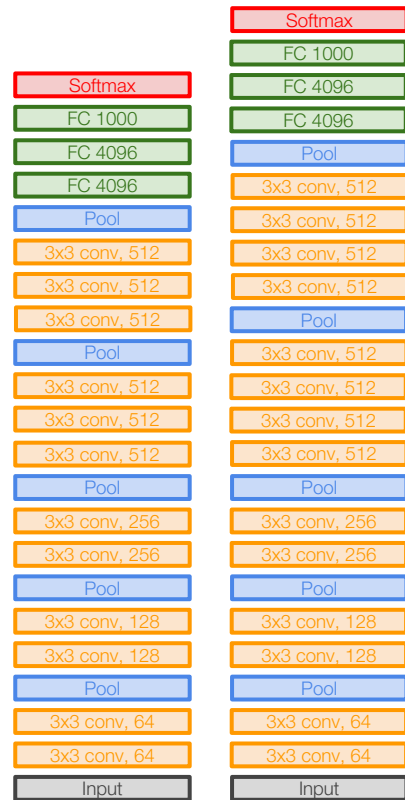 Softmax
FC 1000
FC 4096
FC 4096
Pool
3x3 conv, 512
3x3 conv, 512
3x3 conv, 512
Pool
3x3 conv, 512
3x3 conv, 512
3x3 conv, 512
Pool
3x3 conv, 256
3x3 conv, 256
Pool
3x3 conv, 128
3x3 conv, 128
Pool
3x3 conv, 64
3x3 conv, 64
Input
Softmax
FC 1000
FC 4096
FC 4096
Pool
3x3 conv, 512
3x3 conv, 512
3x3 conv, 512
3x3 conv, 512
Pool
3x3 conv, 512
3x3 conv, 512
3x3 conv, 512
3x3 conv, 512
Pool
3x3 conv, 256
3x3 conv, 256
Pool
3x3 conv, 128
3x3 conv, 128
Pool
3x3 conv, 64
3x3 conv, 64
Input